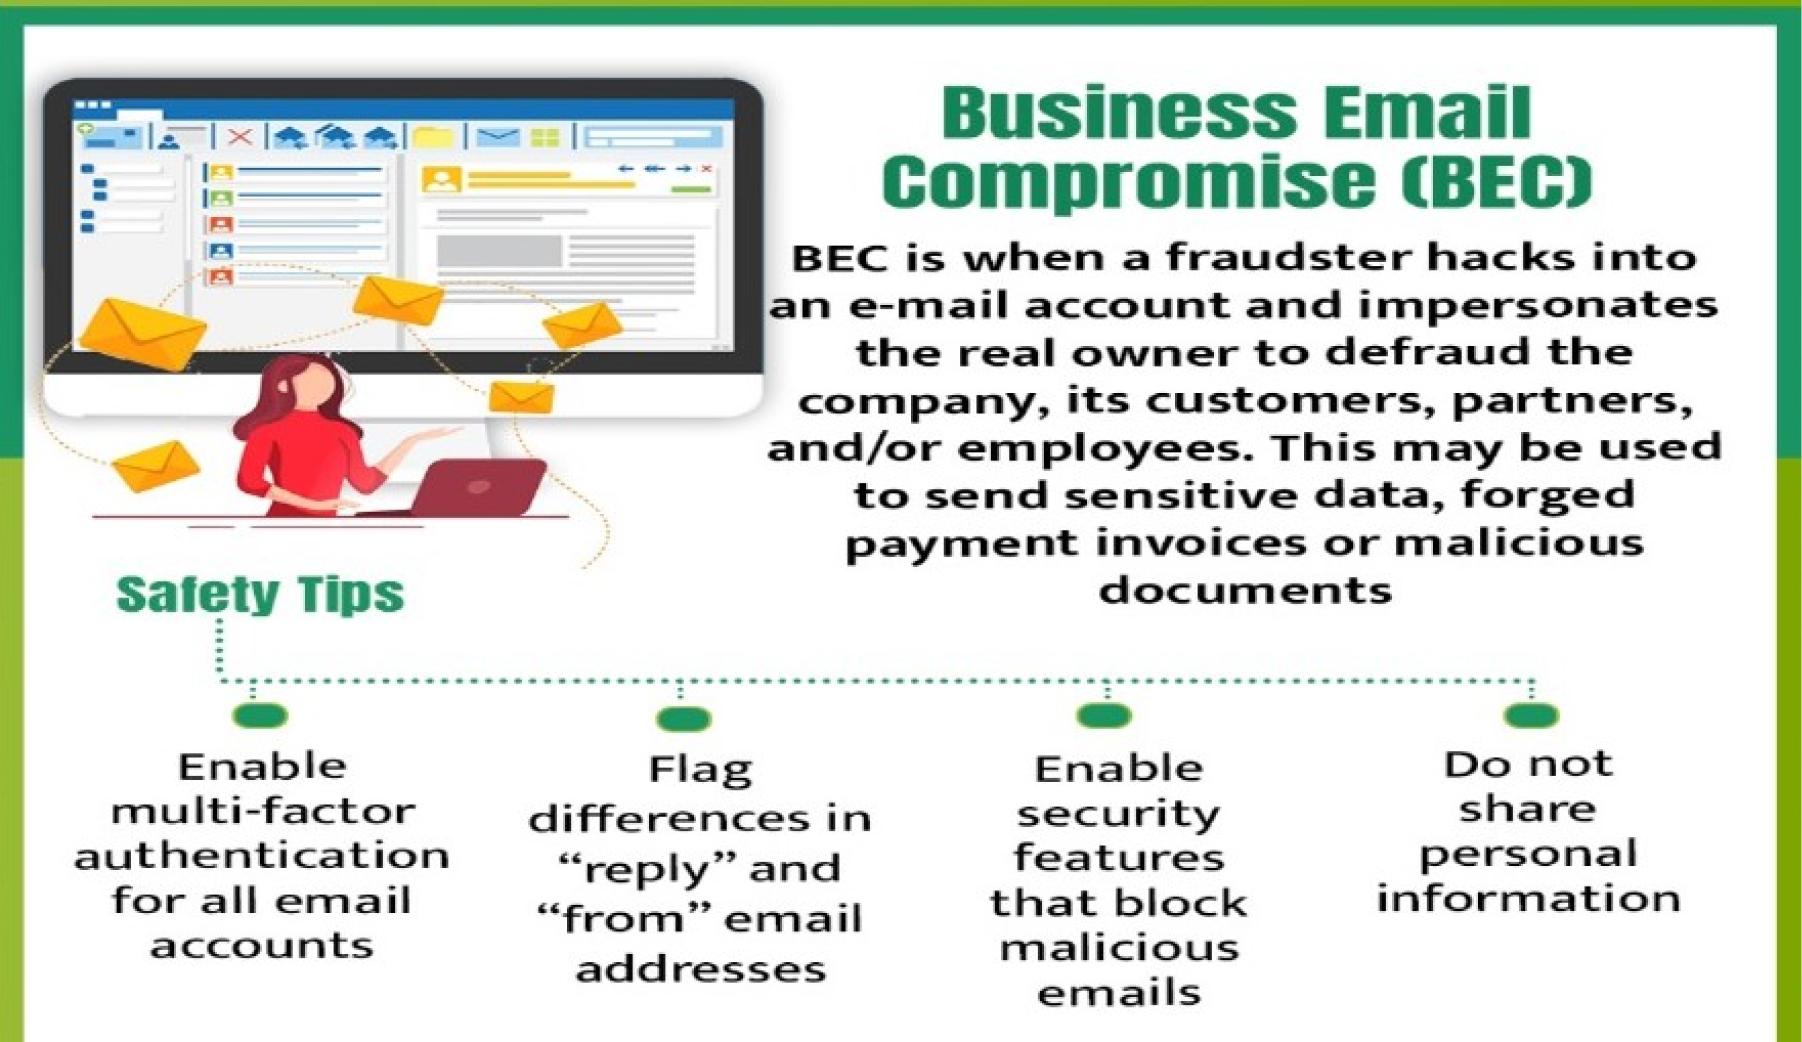 Business Email
Compromise (BEC)
BEC is when a fraudster hacks into
an e-mail account and impersonates
the real owner to defraud the
company, its customers, partners,
and/or employees. This may be used
to send sensitive data, forged
payment invoices or malicious
documents
Safety Tips
Enable
multi-factor
authentication
for all email
accounts
Flag
differences in
“reply” and
“from” email
addresses
Enable
security
features
that block
malicious
emails
Do not
share
personal
information